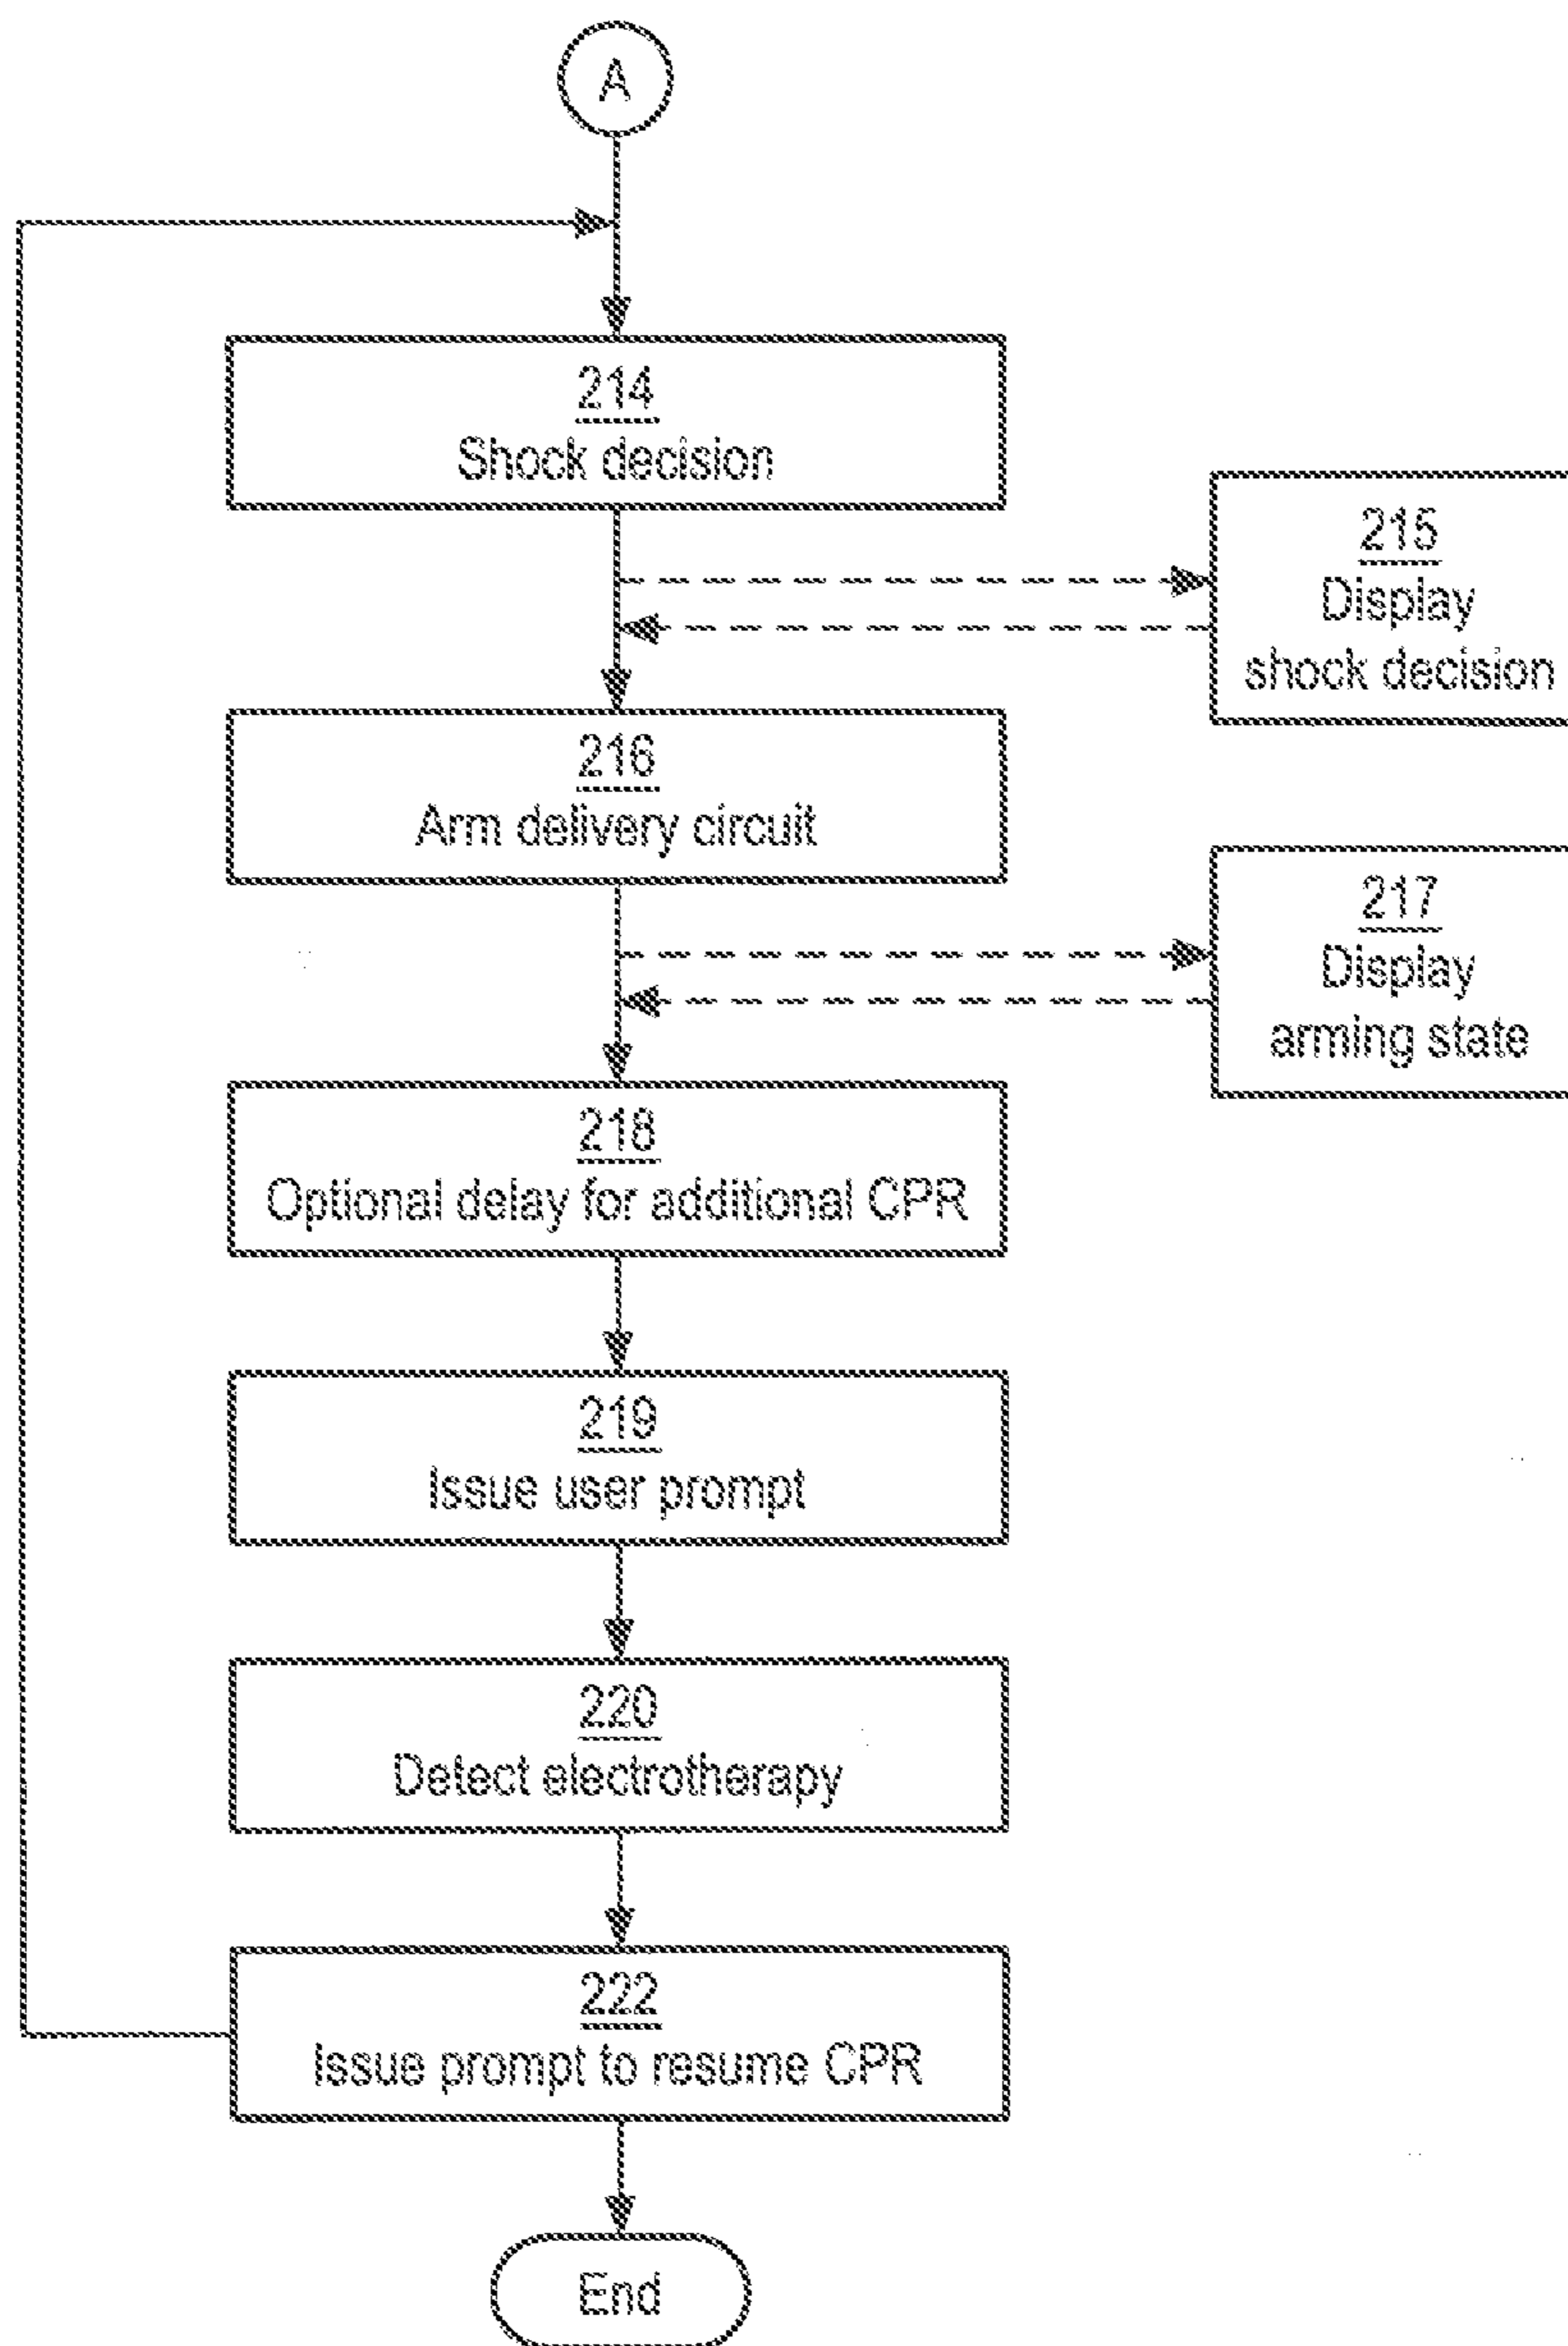 A
214
Shock decision
215
Display
shock decision
216
Arm delivery circuit
217
Display
arming state
218
Optional delay for additional CPR
219
Issue user prompt
220
Detect electrotherapy
222
Issue prompt to resume CPR
End